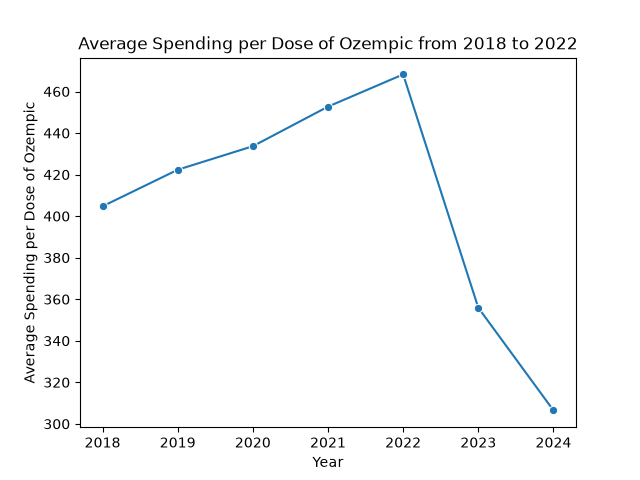 Average Spending per Dose of Ozempic from 2018 to 2022
Average Spending per Dose of Ozempic
460
440
420
400
380
360
340
320
300
2018 2019 2020 2021 2022 2023 2024
Year